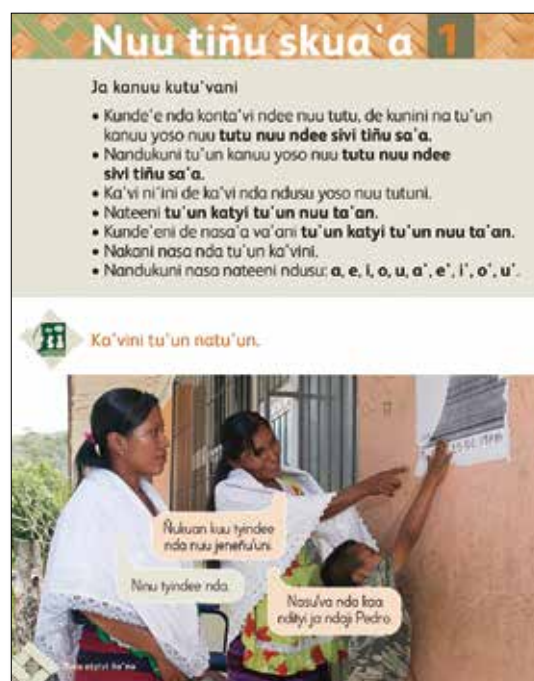 Nuu tiñu skua'a 1
Ja kanuu kutu'vani
• Kunde'e nda konta'vi ndee nuu tutu, de kunini na tu'un
kanuu yoso nuu tutu nuu ndee sivi tiñu sa'a.
• Nandukuni tu'un kanuu yoso nuu tutu nuu ndee
sivi tiñu sa'a.
• Ka'vi ni'ini de ka'vi nda ndusu yoso nuu tutuni.
• Nateeni tu'un katyi tu'un nuu ta'an.
• Kunde'eni de nasa'a va'ani tu'un katyi tu'un nuu ta'an.
• Nakani nasa nda tu'un ka'vini.
• Nandukuni nasa nateeni ndusu: a, e, i, o, u, a', e', i', o', u'.
Ka'vini tu'un natu'un.
Ñukuan kuu tyindee
nda nuu jeneñu'uni.
Ninu tyindee nda.
Nasu'va nda kaa
ndityi ja ndaji Pedro.